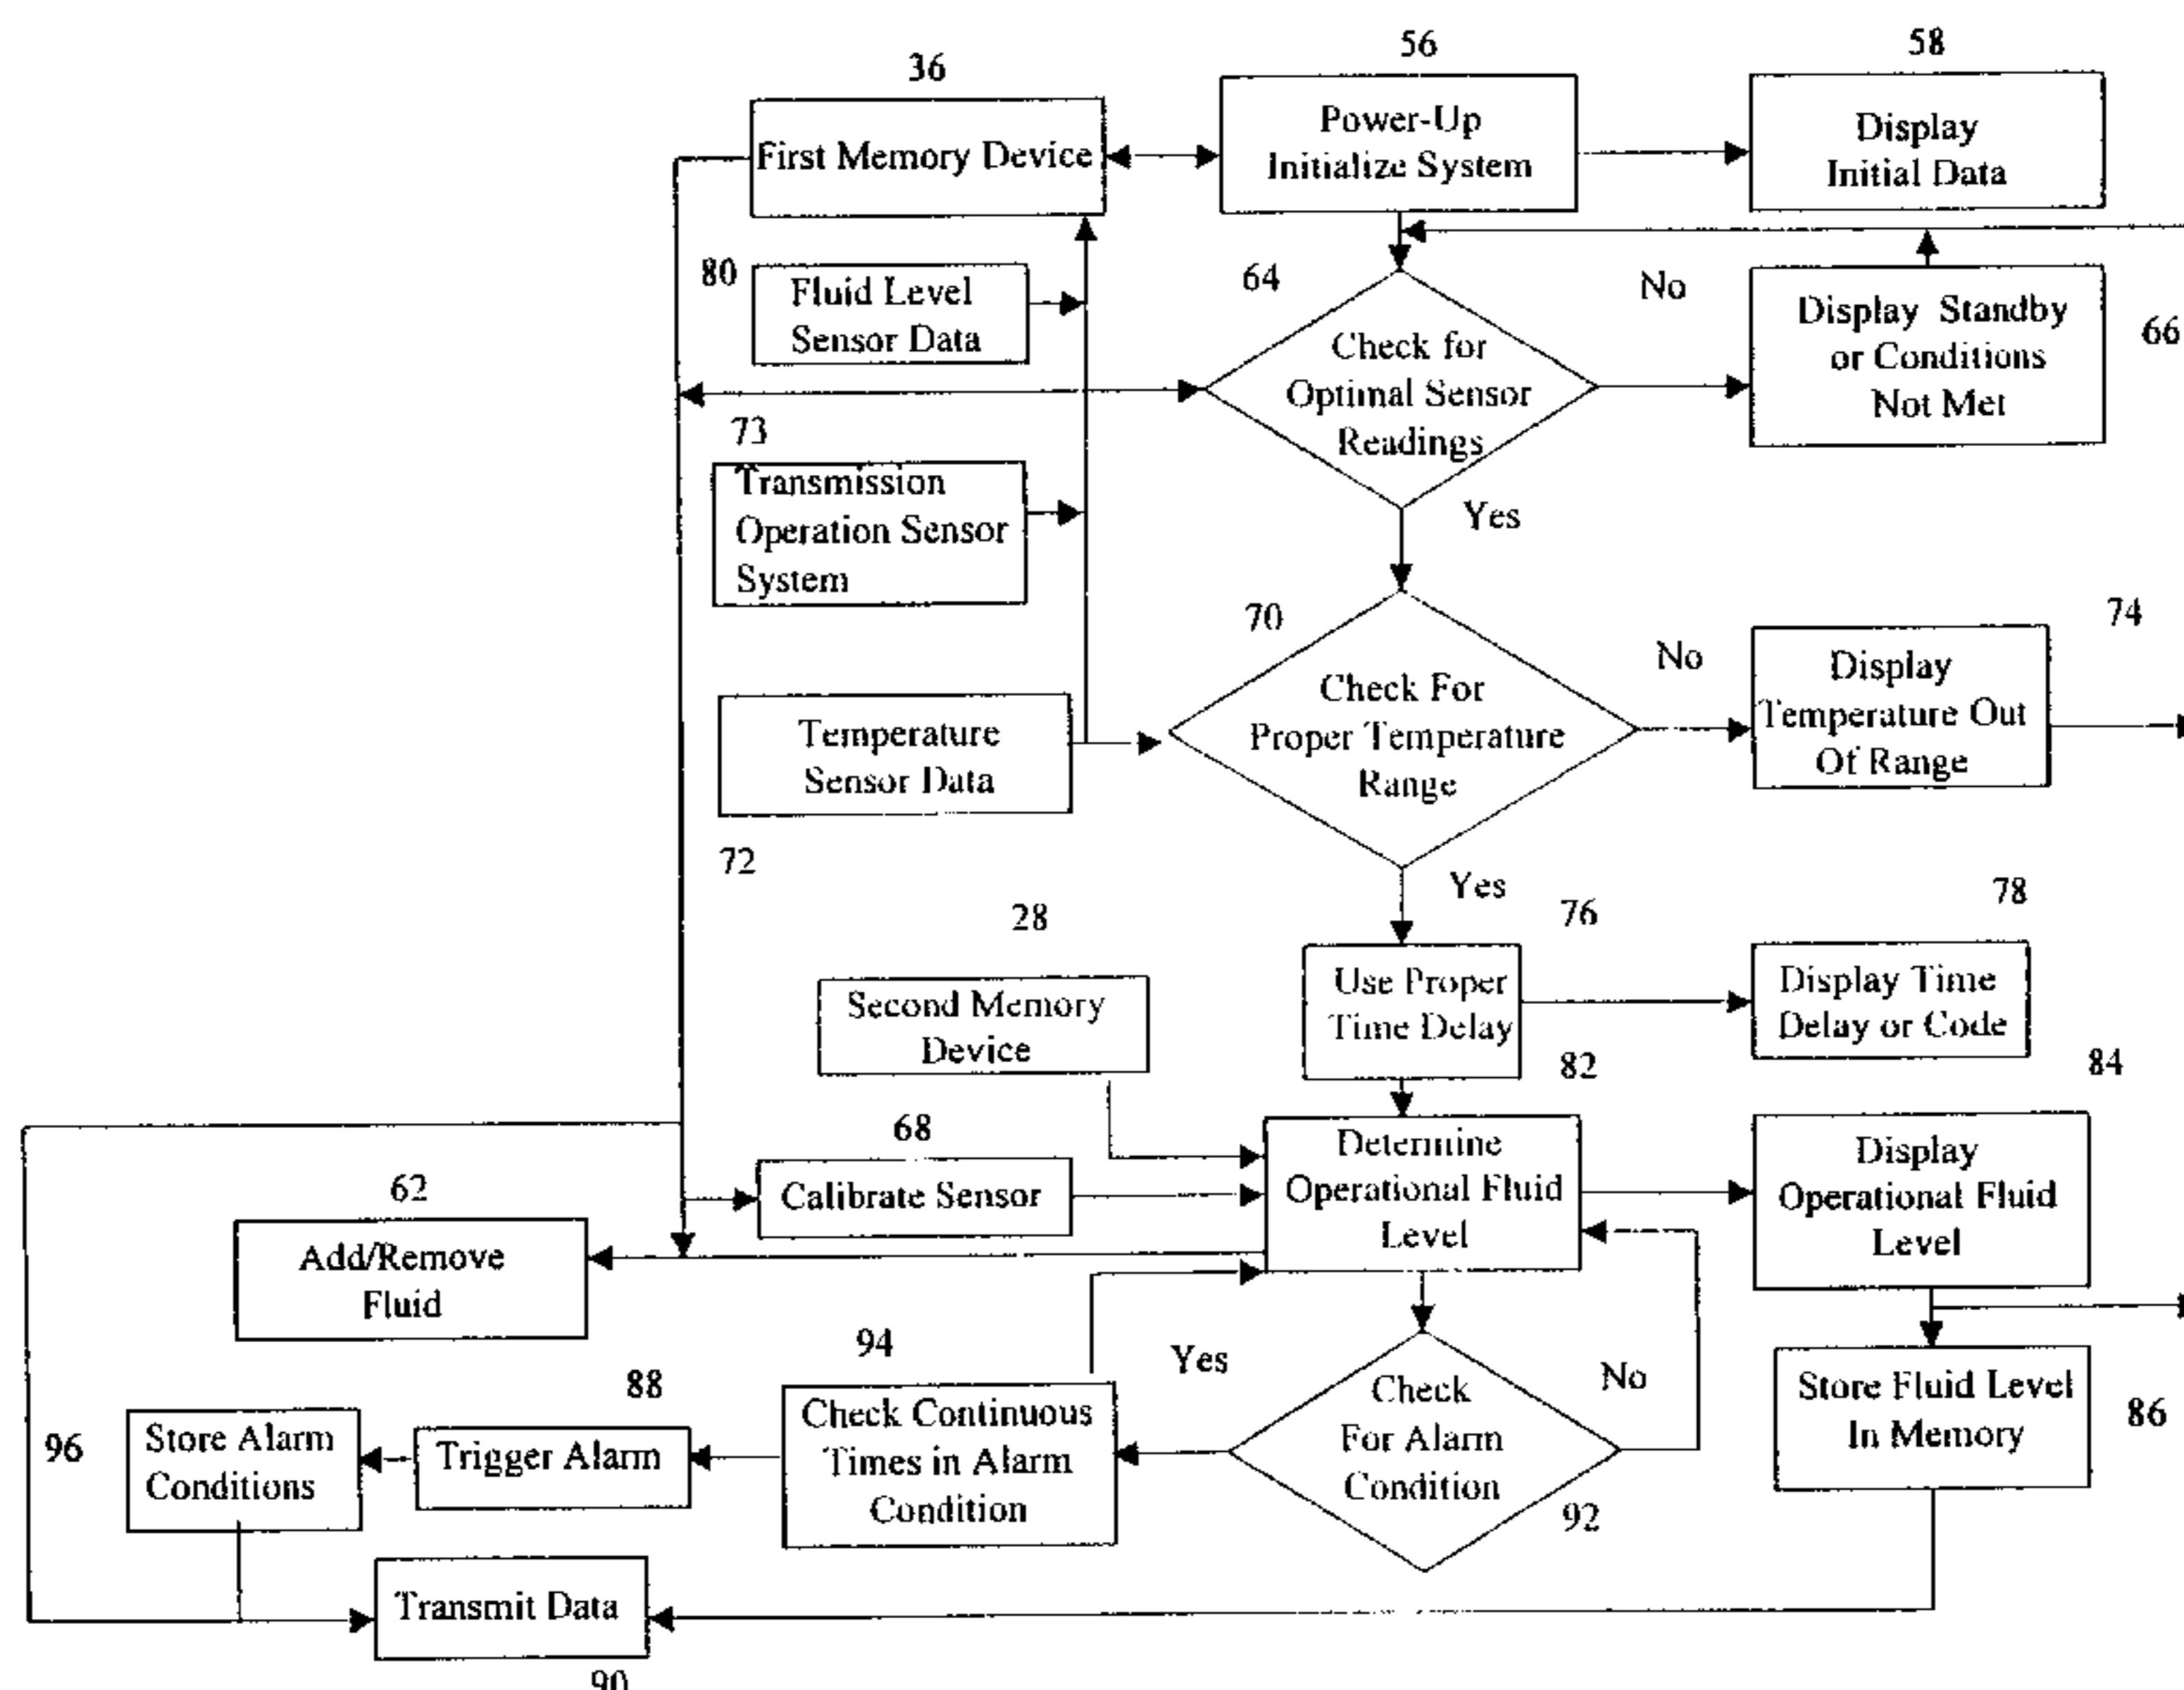 36
56
58
First Memory Device
Power-Up
Initialize System
Display
Initial Data
80
Fluid Level
Sensor Data
64
No
Check for
Optimal Sensor
Readings
Display Standby
or Conditions
Not Met
66
73
Transmission
Operation Sensor
System
Yes
70
No
74
Temperature
Sensor Data
Check For
Proper Temperature
Range
Display
Temperature Out
Of Range
72
Yes
28
76
78
Second Memory
Device
Use Proper
Time Delay
Display Time
Delay or Code
82
84
68
Calibrate Sensor
Determine
Operational Fluid
Level
Display
Operational Fluid
Level
62
Add/Remove
Fluid
94
Yes
No
88
96
Store Alarm
Conditions
Trigger Alarm
Check Continuous
Times in Alarm
Condition
Check
For Alarm
Condition
92
Store Fluid Level
In Memory
86
Transmit Data
90